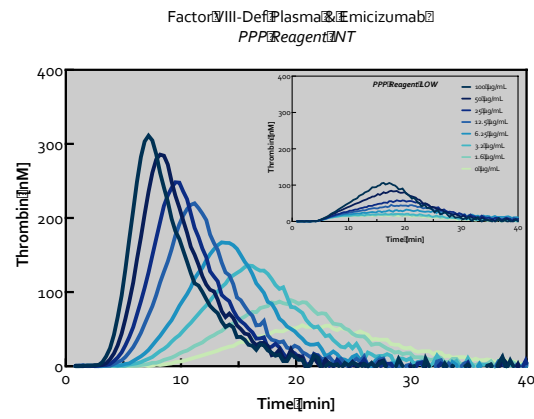 Factor VIII-Def Plasma & Emicizumab
PPP Reagent INT
Thrombin [nM]
400
300
200
100
0
0 10 20 30 40
Time [min]
PPP Reagent LOW
Thrombin [nM]
400
300
200
100
0
0 10 20 30 40
Time [min]
100 µg/mL
50 µg/mL
25 µg/mL
12.5 µg/mL
6.25 µg/mL
3.2 µg/mL
1.6 µg/mL
0 µg/mL